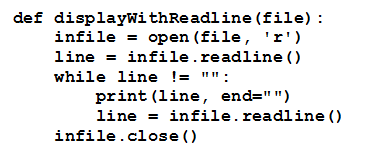 def displayWithReadline(file):
    infile = open(file, 'r')
    line = infile.readline()
    while line != "":
        print(line, end="")
        line = infile.readline()
    infile.close()